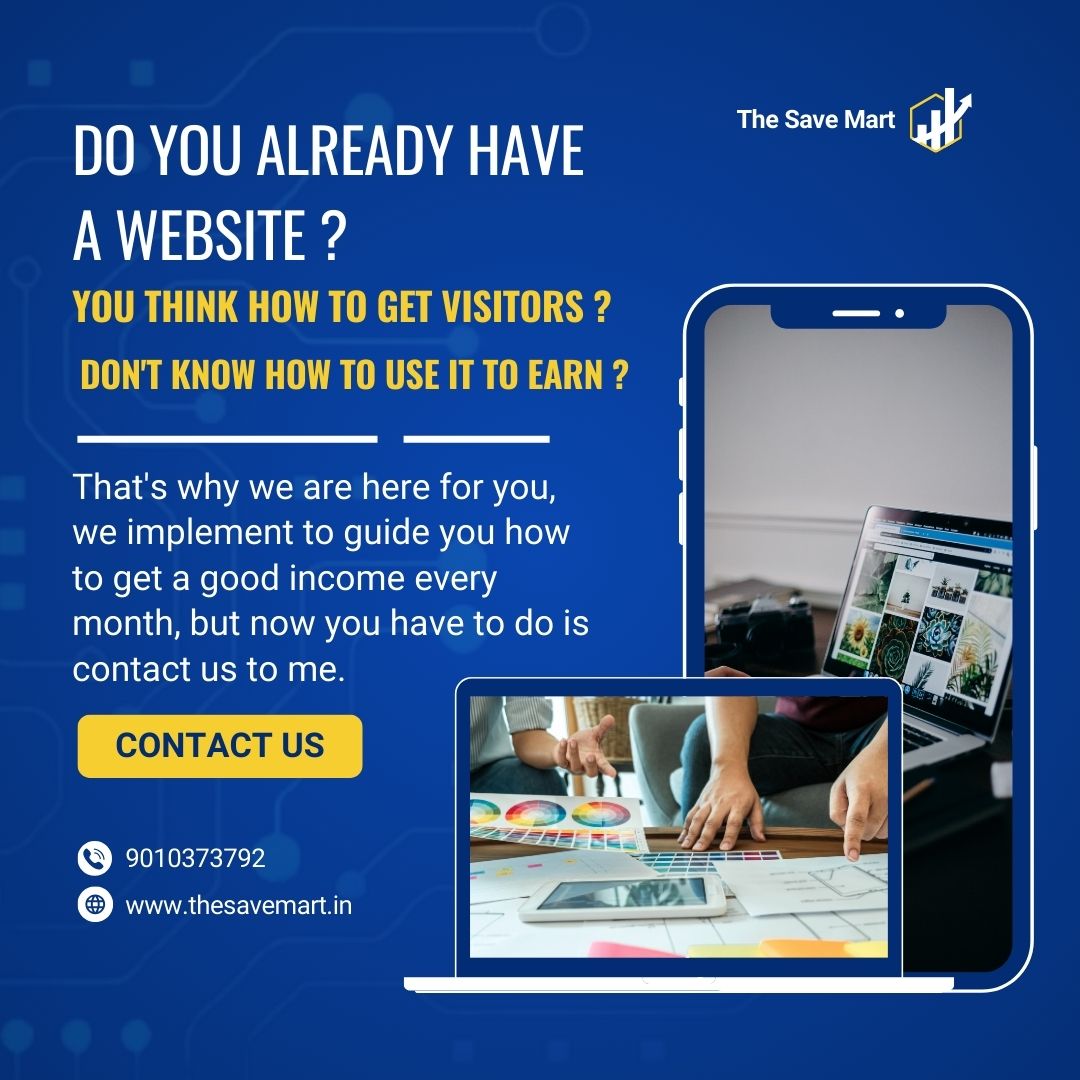 The Save Mart
DO YOU ALREADY HAVE
A WEBSITE ?
YOU THINK HOW TO GET VISITORS ?
DON'T KNOW HOW TO USE IT TO EARN ?
That's why we are here for you,
we implement to guide you how
to get a good income every
month, but now you have to do is
contact us to me.
CONTACT US
9010373792
www.thesavemart.in